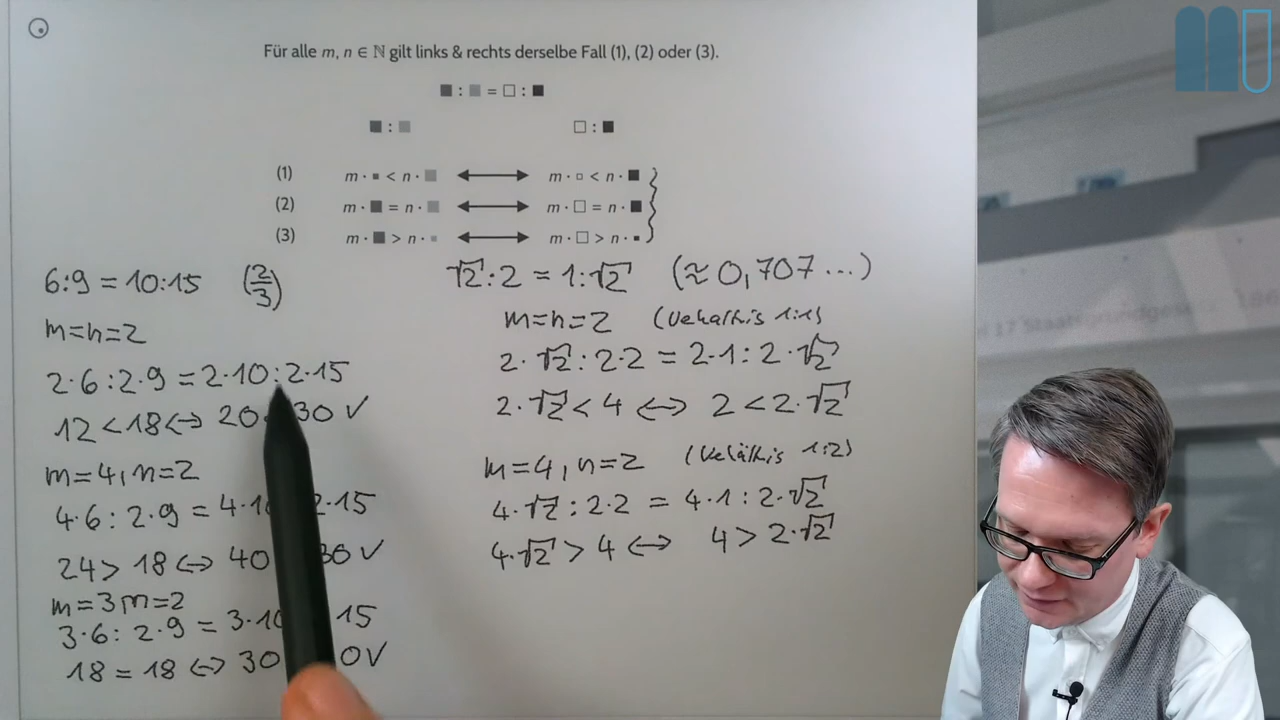 Für alle m, n ∈ ℕ gilt links & rechts derselbe Fall (1), (2) oder (3).
■ : ■ = □ : ■
■ : ■ □ : ■
(1) m · ■ < n · ■ ⟷ m · □ < n · ■
(2) m · ■ = n · ■ ⟷ m · □ = n · ■
(3) m · ■ > n · ■ ⟷ m · □ > n · ■
6:9 = 10:15 (2/3)
m=n=2
2·6 : 2·9 = 2·10 : 2·15
12 < 18 ⟷ 20 30 ✓
m=4, n=2
4·6 : 2·9 = 4·1 2·15
24 > 18 ⟷ 40 30 ✓
m=3 m=2
3·6 : 2·9 = 3·10 15
18 = 18 ⟷ 30 0 ✓
√2 : 2 = 1 : √2 (≈ 0,707...)
m=n=2 (Verhältnis 1:1)
2·√2 : 2·2 = 2·1 : 2·√2
2·√2 < 4 ⟷ 2 < 2·√2
m=4, n=2 (Verhältnis 1:2)
4·√2 : 2·2 = 4·1 : 2·√2
4·√2 > 4 ⟷ 4 > 2·√2
17 Staatsgrundgesetz